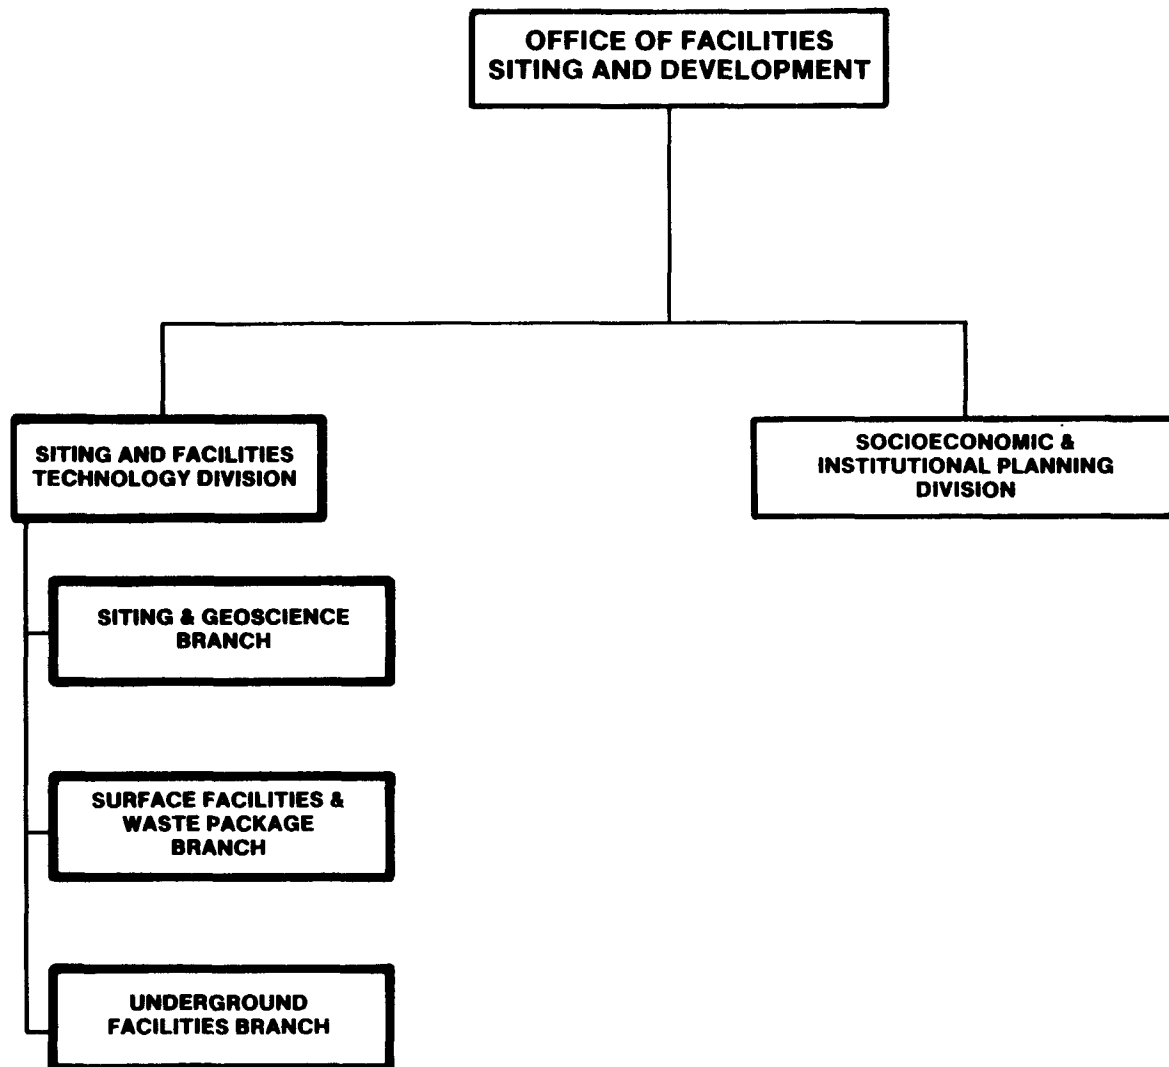 OFFICE OF FACILITIES
SITING AND DEVELOPMENT
SITING AND FACILITIES
TECHNOLOGY DIVISION
SOCIOECONOMIC &
INSTITUTIONAL PLANNING
DIVISION
SITING & GEOSCIENCE
BRANCH
SURFACE FACILITIES &
WASTE PACKAGE
BRANCH
UNDERGROUND
FACILITIES BRANCH